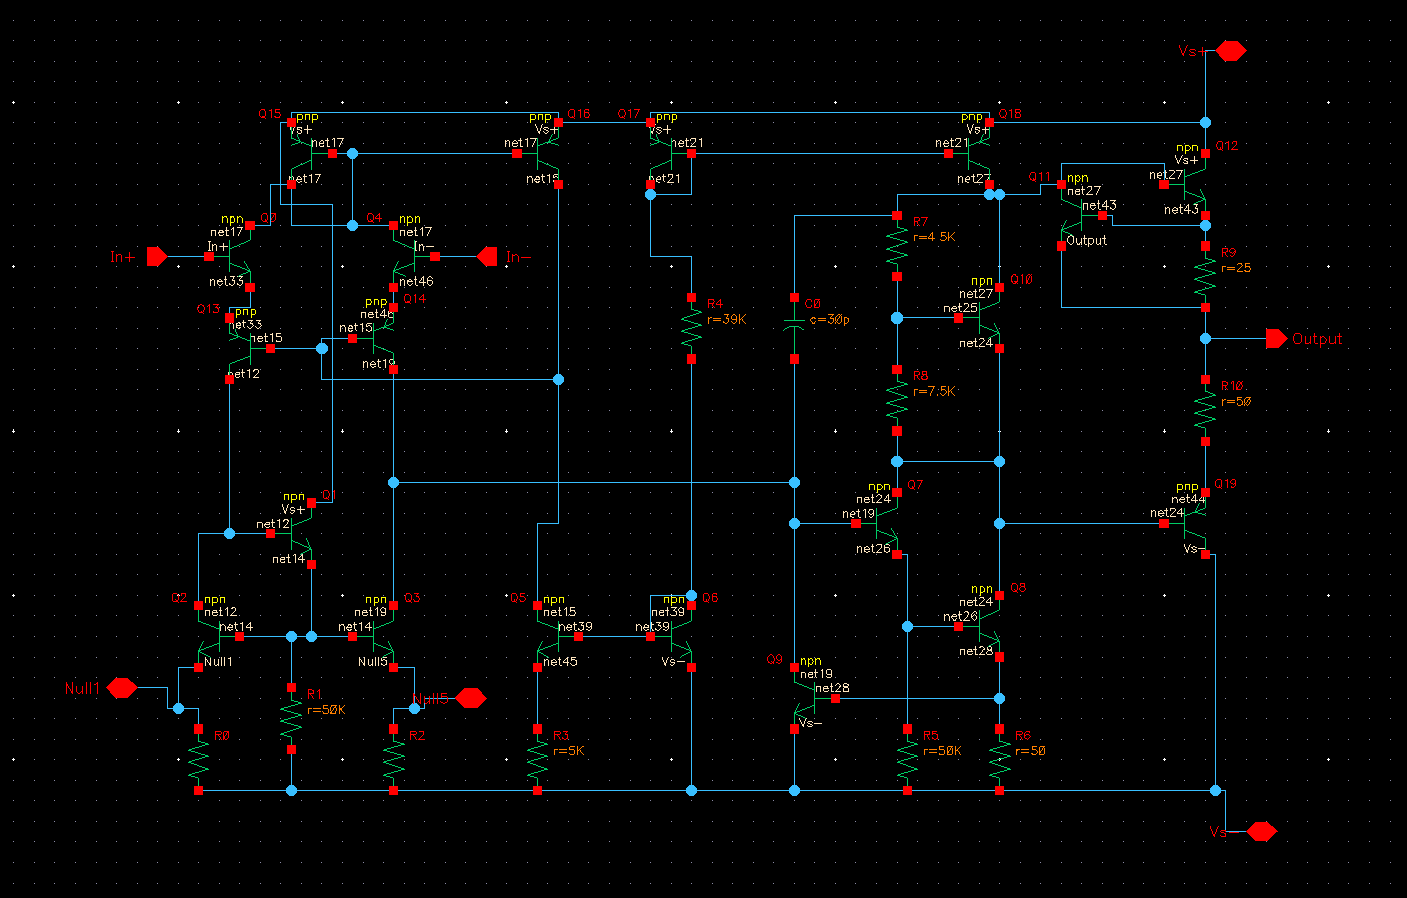 Vs+
Q15
pnp
Vs+
net17
net17
pnp
Q16
Vs+
net17
net15
Q17
pnp
Vs+
net21
net21
pnp
Q18
Vs+
net21
net27
npn
Q12
Vs+
net27
net43
Q11
npn
net27
net43
Output
npn
net17
In+
In+
net33
Q4
npn
net17
In-
In-
net46
R7
r=4.5K
R9
r=25
Q13
pnp
net33
net15
net12
Q14
pnp
net46
net15
net19
R4
r=39K
C0
c=30p
Q10
npn
net27
net25
net24
Output
R8
r=7.5K
R10
r=50
Q1
npn
Vs+
net12
net14
Q7
npn
net24
net19
net26
pnp
Q19
net44
net24
Vs-
Q2
npn
net12
net14
Null1
Q3
npn
net19
net14
Null5
Q5
npn
net15
net39
net45
Q6
npn
net39
net39
Vs-
Q8
npn
net24
net26
net28
Q9
npn
net19
net28
Vs-
Null1
Null5
R1
r=50K
R0
R2
R3
r=5K
R5
r=50K
R6
r=50
Vs-